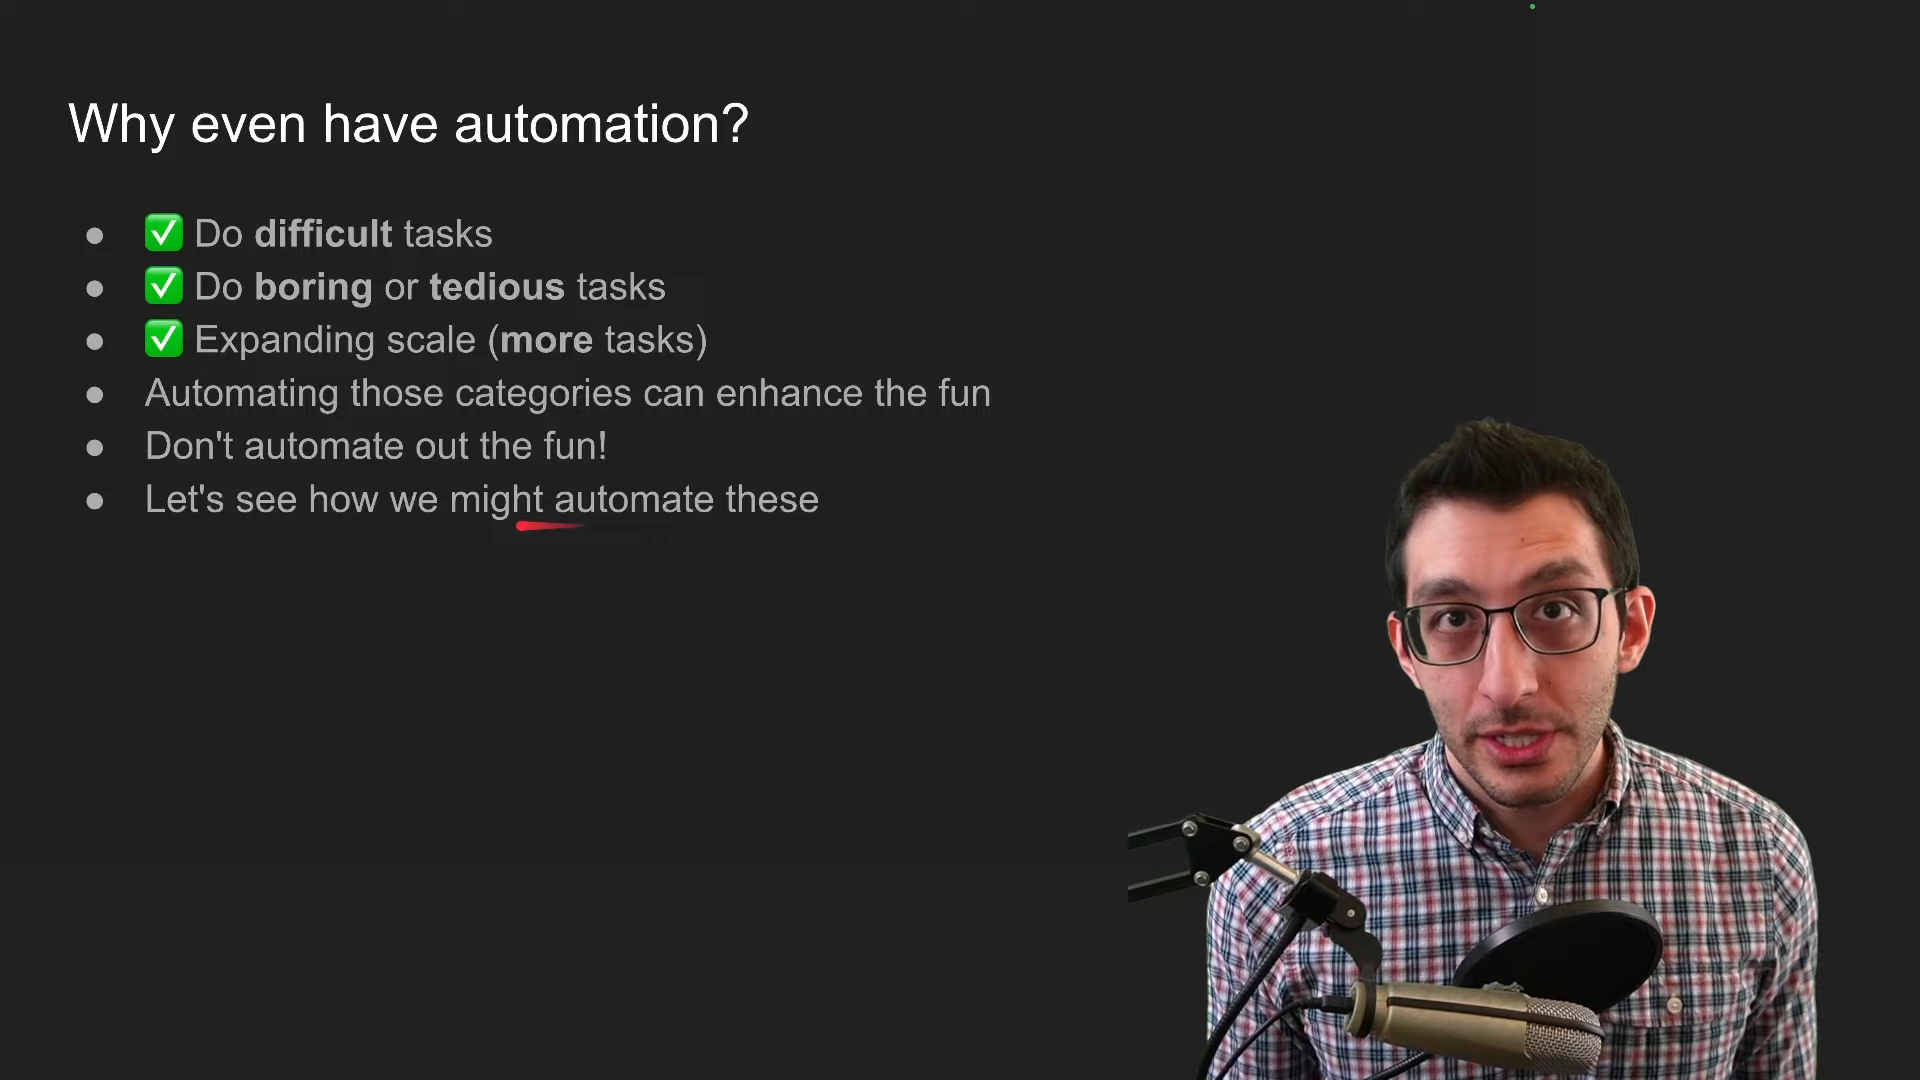 Why even have automation?
● ✅ Do difficult tasks
● ✅ Do boring or tedious tasks
● ✅ Expanding scale (more tasks)
● Automating those categories can enhance the fun
● Don't automate out the fun!
● Let's see how we might automate these